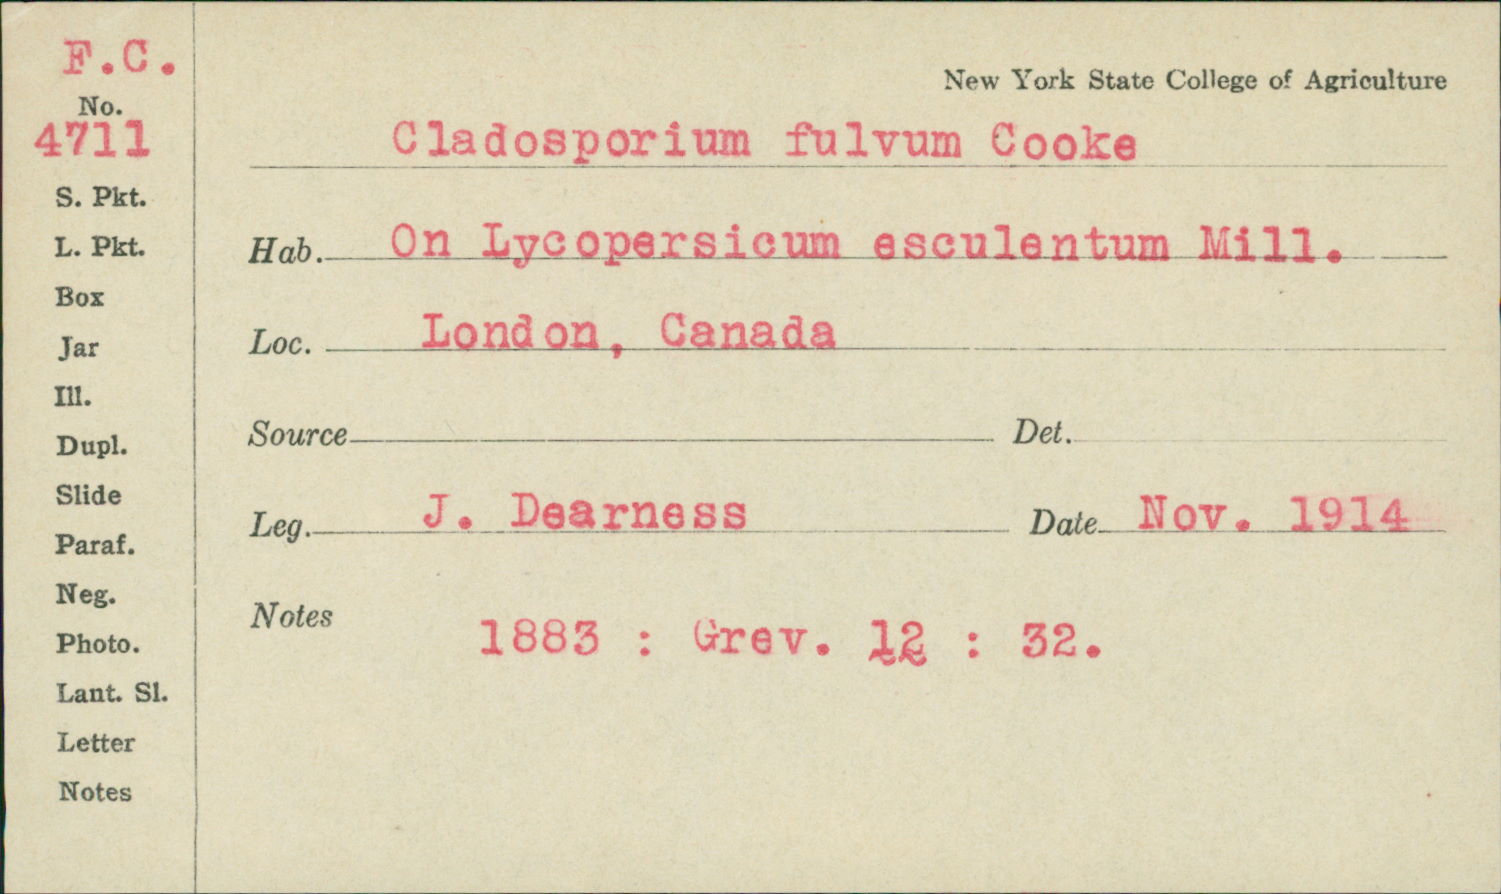 F.C.
No.
4711
S. Pkt.
L. Pkt.
Box
Jar
Ill.
Dupl.
Slide
Paraf.
Neg.
Photo.
Lant. Sl.
Letter
Notes
New York State College of Agriculture
Cladosporium fulvum Cooke
Hab. On Lycopersicum esculentum Mill.
Loc. London, Canada
Source Det.
Leg. J. Dearness Date Nov. 1914
Notes 1883 : Grev. 12 : 32.